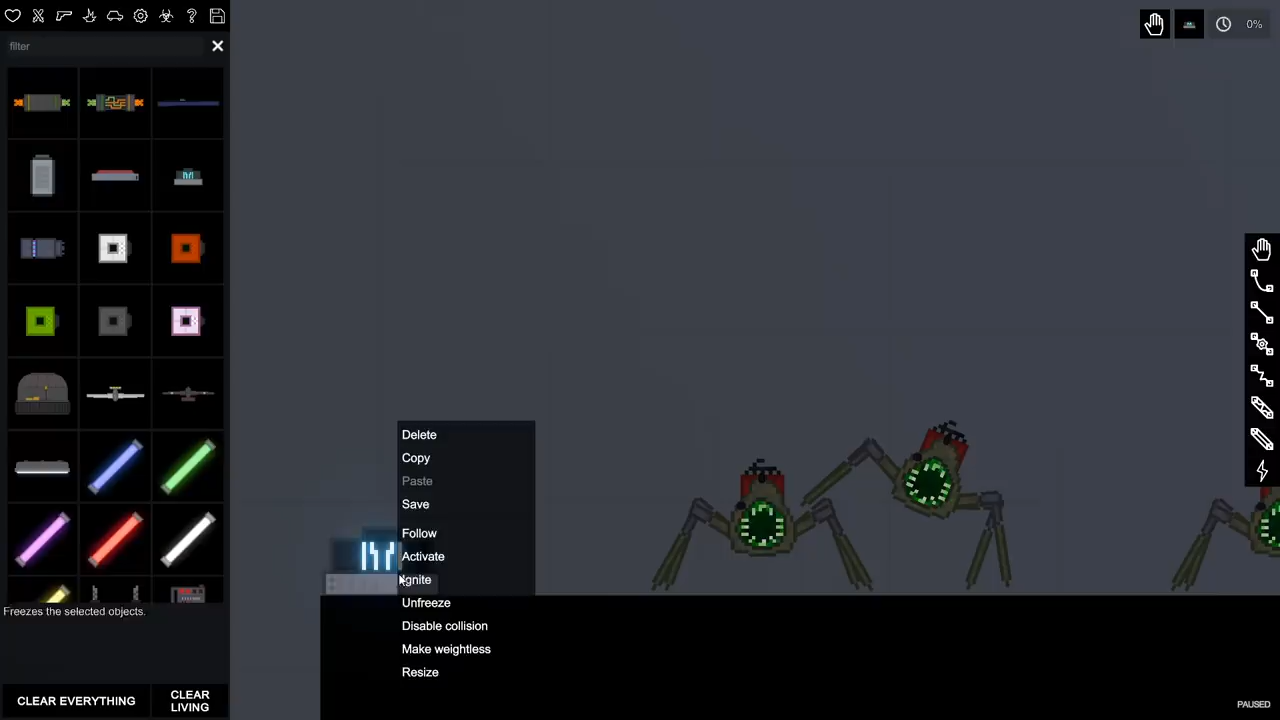 filter
0%
Delete
Copy
Paste
Save
Follow
Activate
Ignite
Unfreeze
Disable collision
Make weightless
Resize
Freezes the selected objects.
CLEAR EVERYTHING
CLEAR LIVING
PAUSED